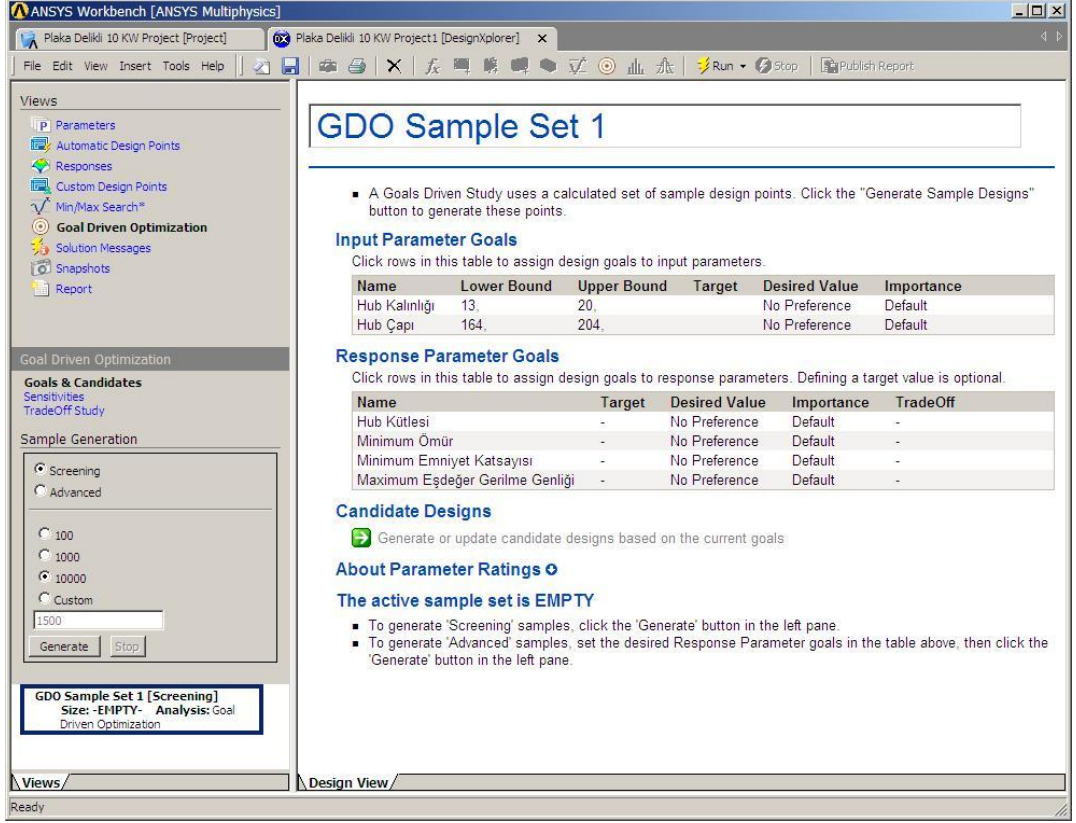 ANSYS Workbench [ANSYS Multiphysics]
Plaka Delikli 10 KW Project [Project]
Plaka Delikli 10 KW Project1 [DesignXplorer]
File Edit View Insert Tools Help
Run
Stop
Publish Report
Views
Parameters
Automatic Design Points
Responses
Custom Design Points
Min/Max Search*
Goal Driven Optimization
Solution Messages
Snapshots
Report
Goal Driven Optimization
Goals & Candidates
Sensitivities
TradeOff Study
Sample Generation
Screening
Advanced
100
1000
10000
Custom
1500
Generate Stop
GDO Sample Set 1 [Screening]
Size: -EMPTY- Analysis: Goal
Driven Optimization
Views
GDO Sample Set 1
A Goals Driven Study uses a calculated set of sample design points. Click the "Generate Sample Designs"
button to generate these points.
Input Parameter Goals
Click rows in this table to assign design goals to input parameters.
Name Lower Bound Upper Bound Target Desired Value Importance
Hub Kalınlığı 13, 20, No Preference Default
Hub Çapı 164, 204, No Preference Default
Response Parameter Goals
Click rows in this table to assign design goals to response parameters. Defining a target value is optional.
Name Target Desired Value Importance TradeOff
Hub Kütlesi - No Preference Default -
Minimum Ömür - No Preference Default -
Minimum Emniyet Katsayısı - No Preference Default -
Maximum Eşdeğer Gerilme Genliği - No Preference Default -
Candidate Designs
Generate or update candidate designs based on the current goals
About Parameter Ratings
The active sample set is EMPTY
To generate 'Screening' samples, click the 'Generate' button in the left pane.
To generate 'Advanced' samples, set the desired Response Parameter goals in the table above, then click the
'Generate' button in the left pane.
Design View
Ready